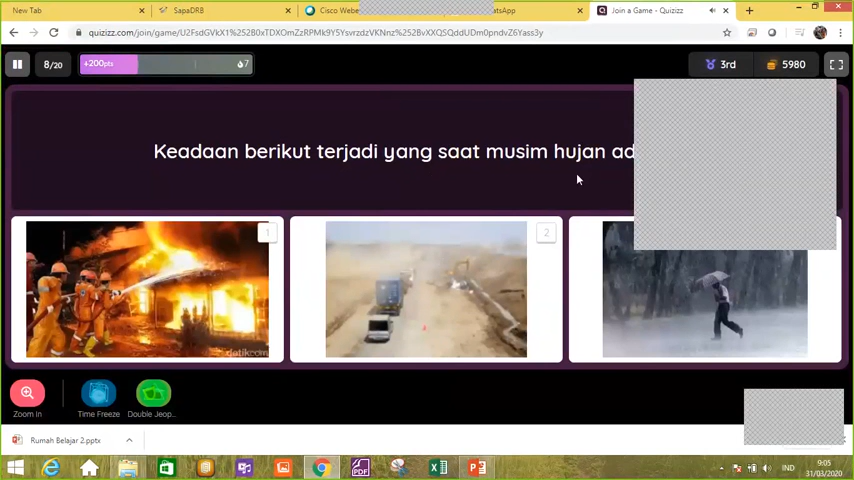 New Tab
SapaDRB
Cisco Webe
atsApp
Join a Game - Quizizz
quizizz.com/join/game/U2FsdGVkX1%252B0xTDXOmZzRPMk9Y5YsvrzdzVKNnz%252BvXXQSQddUDm0pndvZ6Yass3y
8/20
+200pts
7
3rd
5980
Keadaan berikut terjadi yang saat musim hujan ad
1
2
detikcom
Zoom In
Time Freeze
Double Jeop...
Rumah Belajar 2.pptx
PDF
IND
9:05
31/03/2020